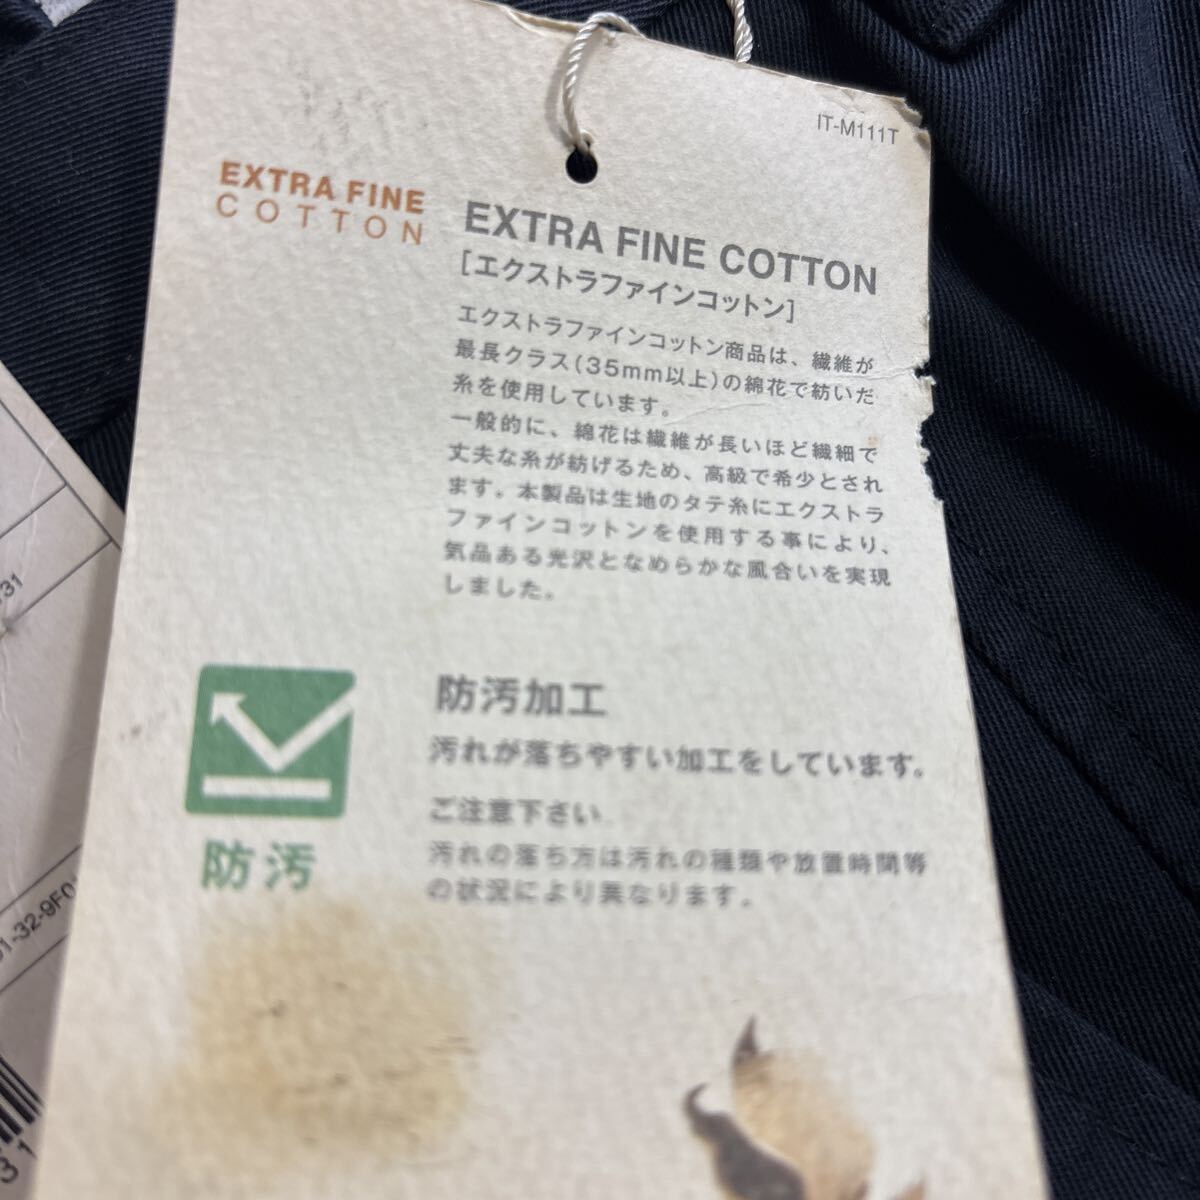 IT-M111T
EXTRA FINE
COTTON
EXTRA FINE COTTON
[エクストラファインコットン]
エクストラファインコットン商品は、繊維が
最長クラス(35mm以上)の綿花で紡いだ
糸を使用しています。
一般的に、綿花は繊維が長いほど繊細で
丈夫な糸が紡げるため、高級で希少とされ
ます。本製品は生地のタテ糸にエクストラ
ファインコットンを使用する事により、
気品ある光沢となめらかな風合いを実現
しました。
防汚加工
汚れが落ちやすい加工をしています。
ご注意下さい
汚れの落ち方は汚れの種類や放置時間等
の状況により異なります。
防汚
31
1-32-9F0
31